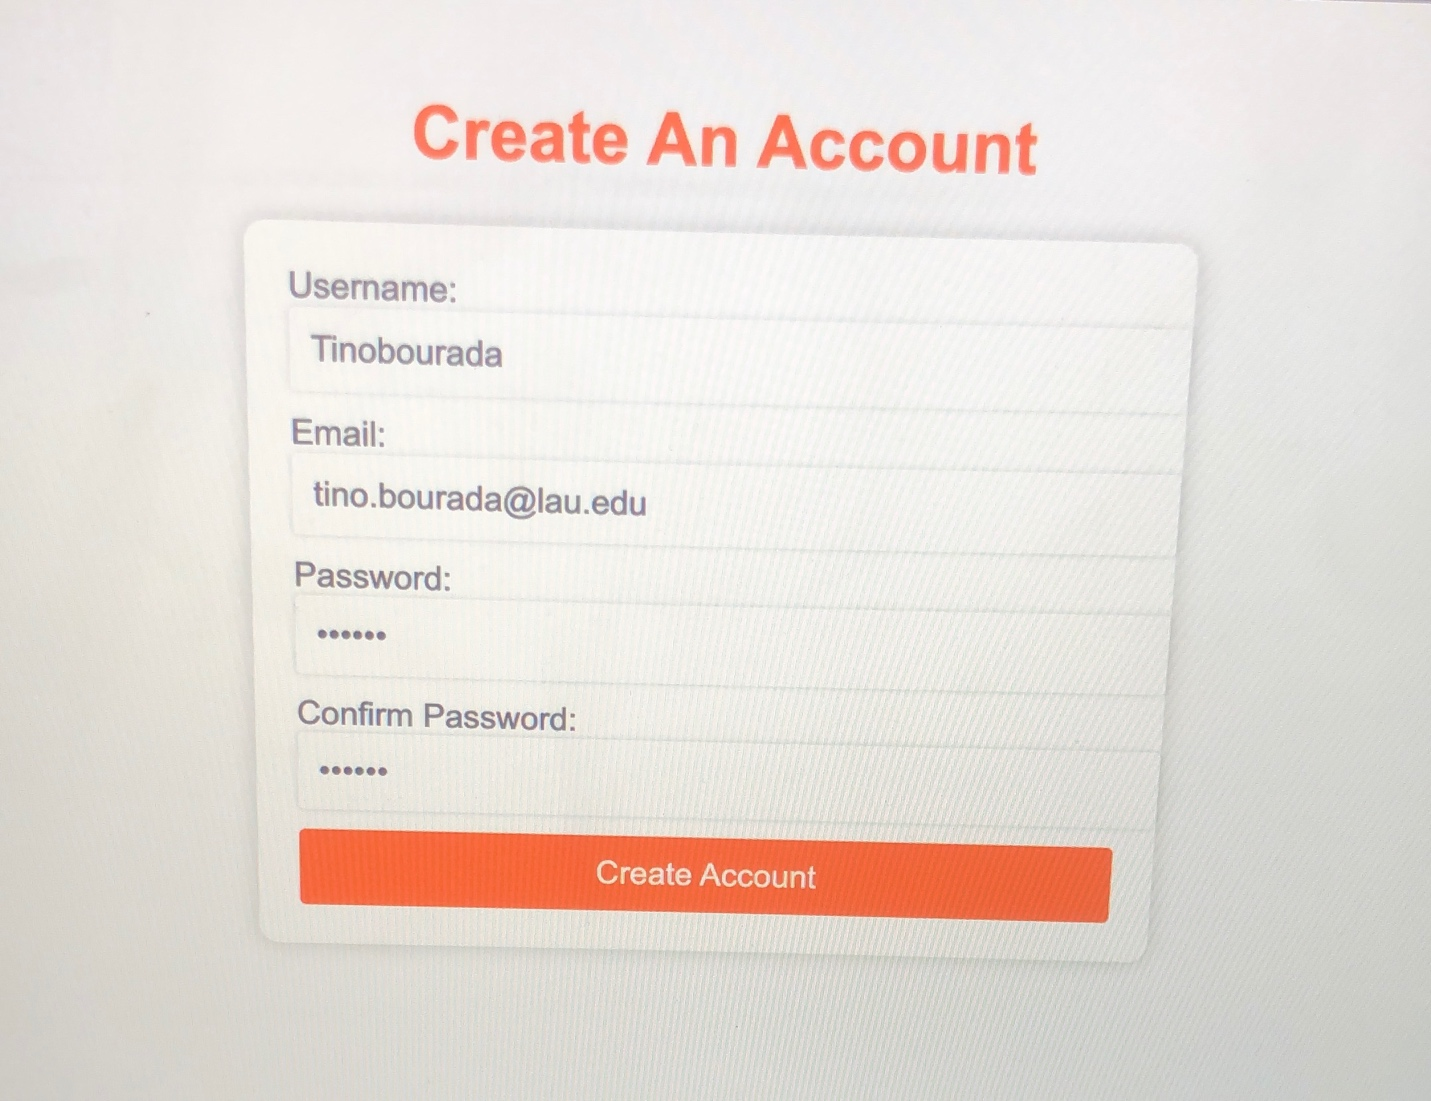 Create An Account
Username:
Tinobourada
Email:
tino.bourada@lau.edu
Password:
••••••
Confirm Password:
••••••
Create Account